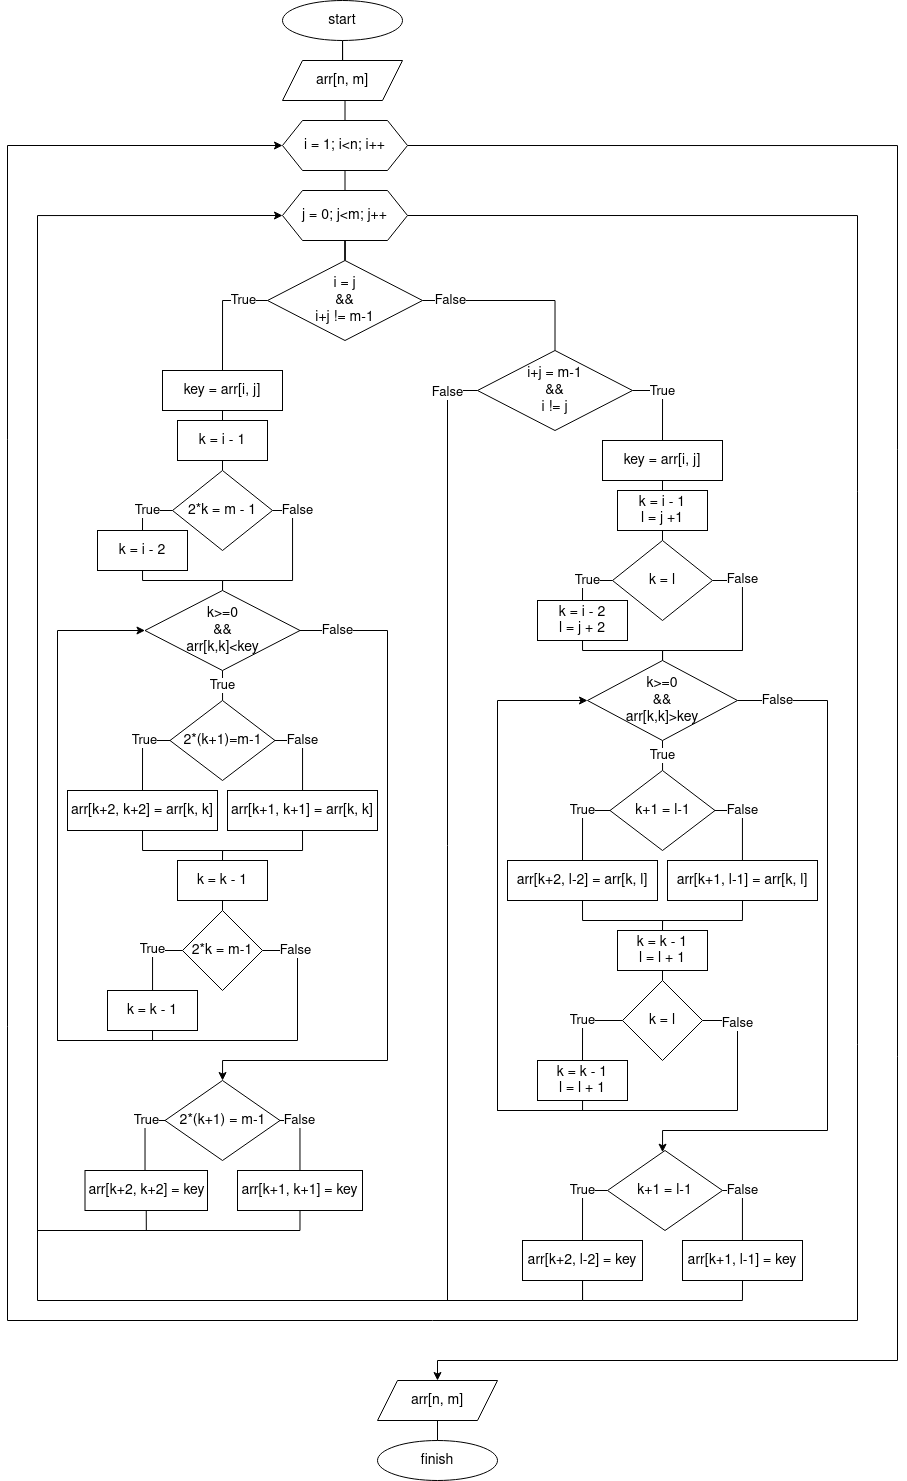 start
arr[n, m]
i = 1; i<n; i++
j = 0; j<m; j++
i = j
&&
i+j != m-1
True
False
key = arr[i, j]
k = i - 1
2*k = m - 1
True
False
k = i - 2
k>=0
&&
arr[k,k]<key
False
True
2*(k+1)=m-1
True
False
arr[k+2, k+2] = arr[k, k]
arr[k+1, k+1] = arr[k, k]
k = k - 1
2*k = m-1
True
False
k = k - 1
2*(k+1) = m-1
True
False
arr[k+2, k+2] = key
arr[k+1, k+1] = key
i+j = m-1
&&
i != j
False
True
key = arr[i, j]
k = i - 1
l = j +1
k = l
True
False
k = i - 2
l = j + 2
k>=0
&&
arr[k,k]>key
False
True
k+1 = l-1
True
False
arr[k+2, l-2] = arr[k, l]
arr[k+1, l-1] = arr[k, l]
k = k - 1
l = l + 1
k = l
True
False
k = k - 1
l = l + 1
k+1 = l-1
True
False
arr[k+2, l-2] = key
arr[k+1, l-1] = key
arr[n, m]
finish